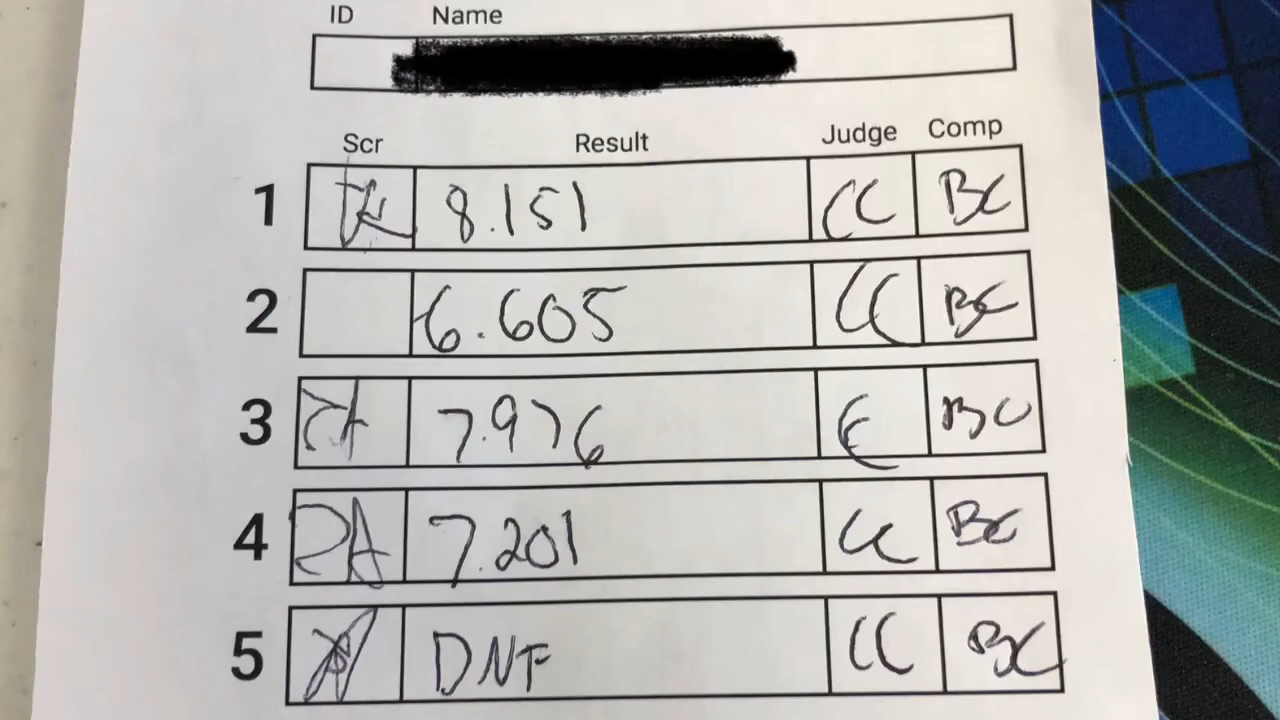 ID Name
Scr Result Judge Comp
1 8.151 CC BC
2 6.605 CC BC
3 7.976 BC
4 7.201 CC BC
5 DNF CC BC